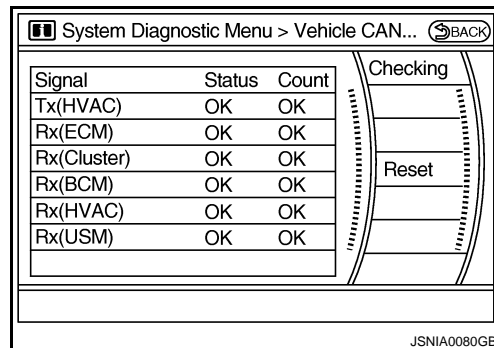 System Diagnostic Menu > Vehicle CAN... BACK
Checking
Signal Status Count
Tx(HVAC) OK OK
Rx(ECM) OK OK
Rx(Cluster) OK OK
Reset
Rx(BCM) OK OK
Rx(HVAC) OK OK
Rx(USM) OK OK
JSNIA0080GB